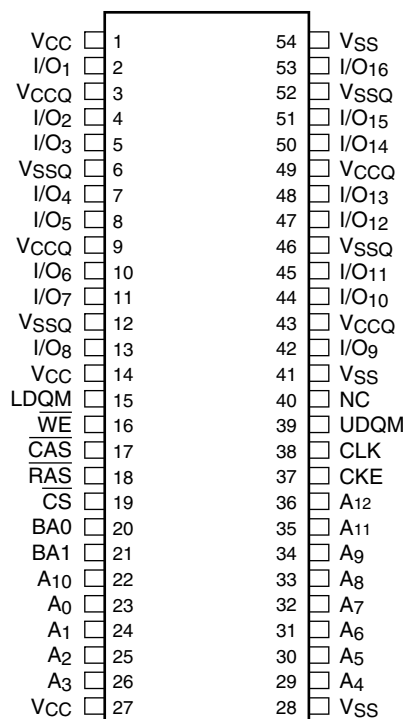 VCC 1 54 VSS
I/O1 2 53 I/O16
VCCQ 3 52 VSSQ
I/O2 4 51 I/O15
I/O3 5 50 I/O14
VSSQ 6 49 VCCQ
I/O4 7 48 I/O13
I/O5 8 47 I/O12
VCCQ 9 46 VSSQ
I/O6 10 45 I/O11
I/O7 11 44 I/O10
VSSQ 12 43 VCCQ
I/O8 13 42 I/O9
VCC 14 41 VSS
LDQM 15 40 NC
W̅E̅ 16 39 UDQM
C̅A̅S̅ 17 38 CLK
R̅A̅S̅ 18 37 CKE
C̅S̅ 19 36 A12
BA0 20 35 A11
BA1 21 34 A9
A10 22 33 A8
A0 23 32 A7
A1 24 31 A6
A2 25 30 A5
A3 26 29 A4
VCC 27 28 VSS